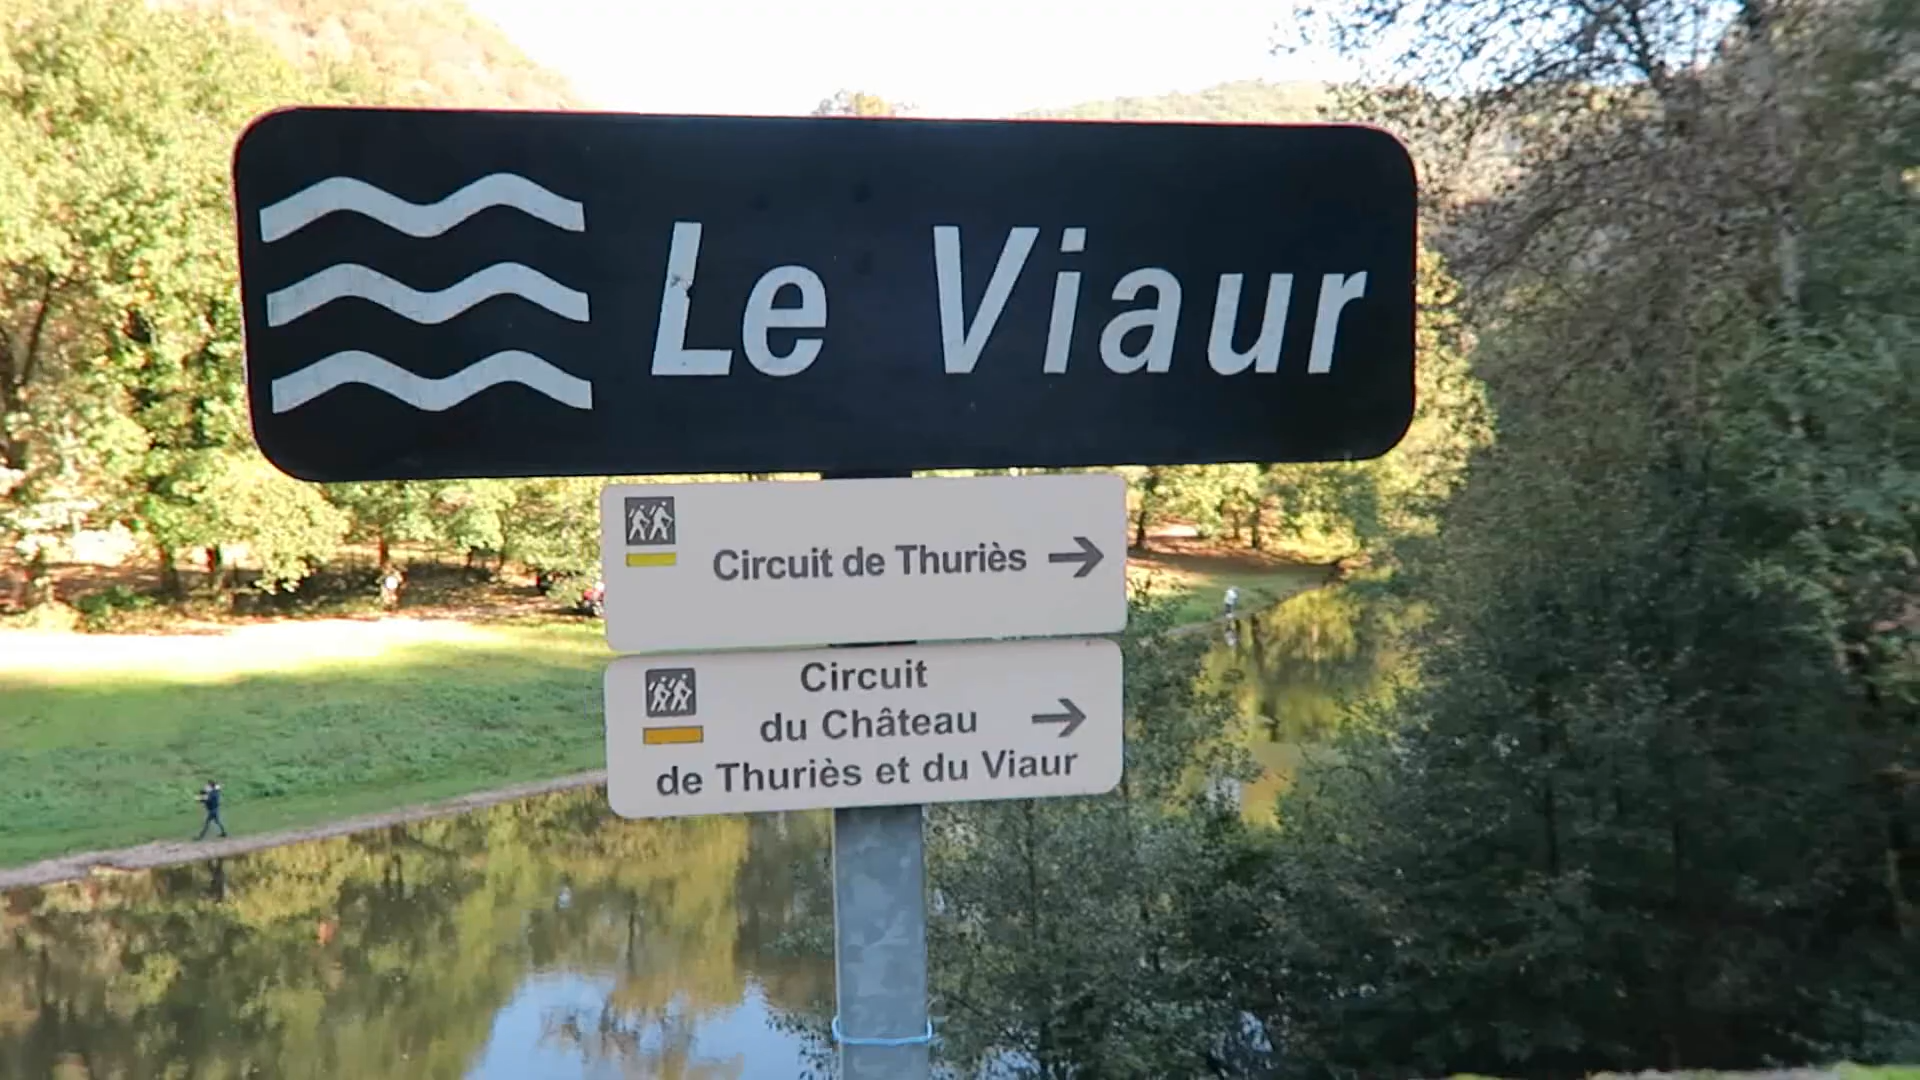 Le Viaur
Circuit de Thuriès
Circuit
du Château
de Thuriès et du Viaur